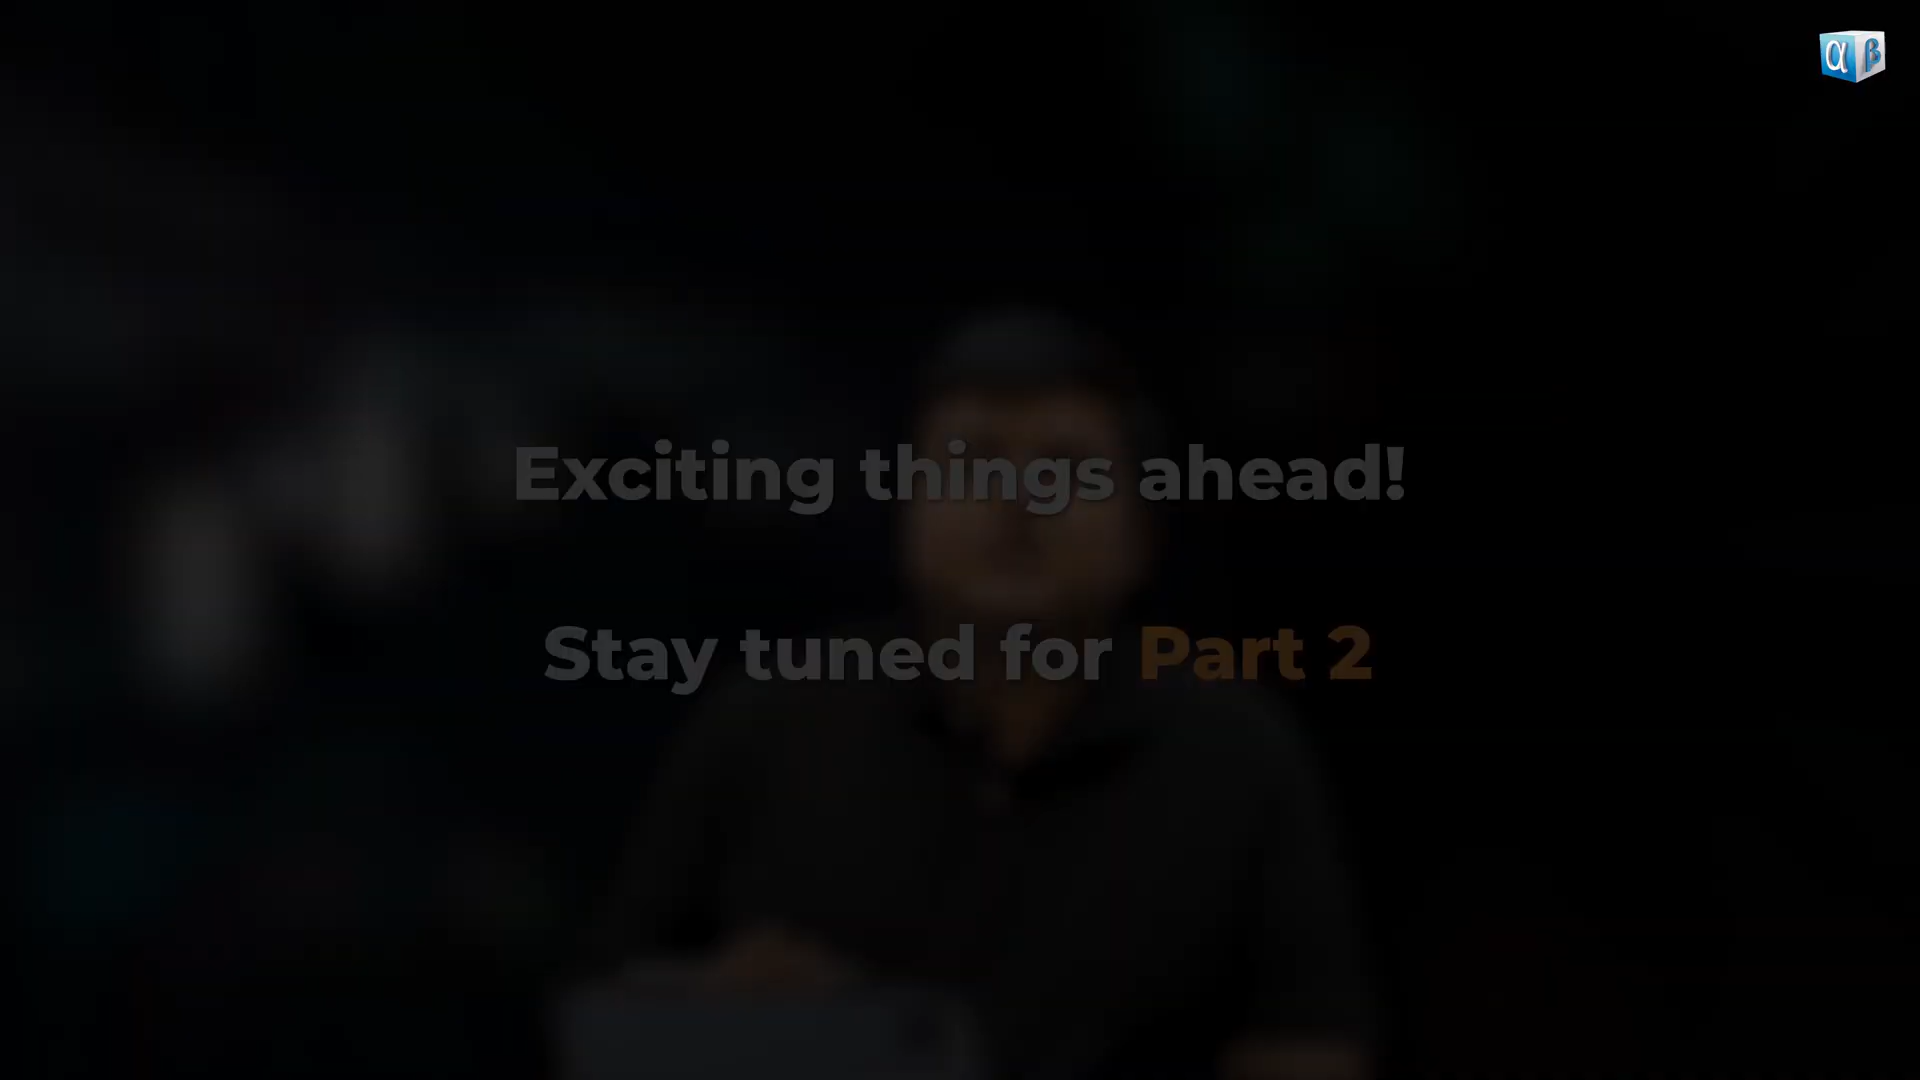 α β
Exciting things ahead!
Stay tuned for Part 2